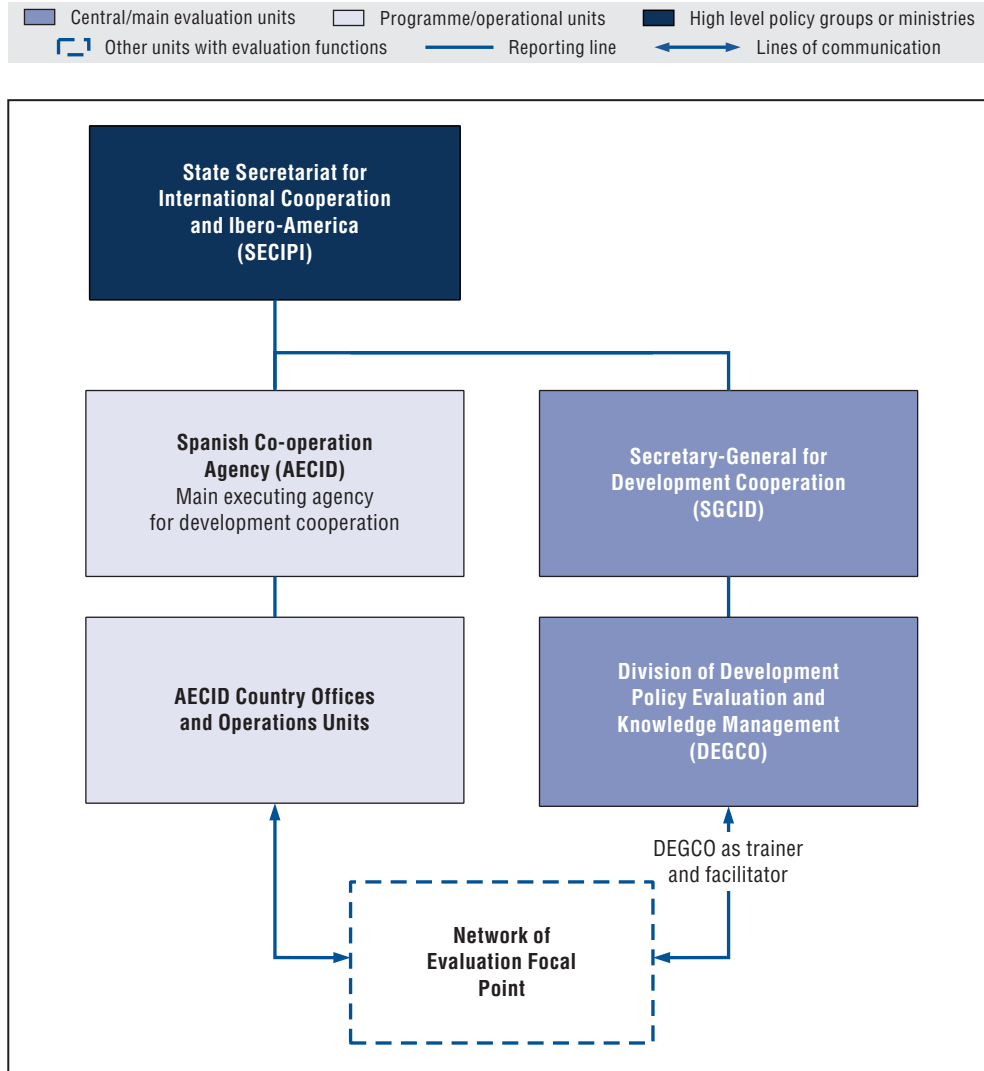 Central/main evaluation units
Programme/operational units
High level policy groups or ministries
Other units with evaluation functions
Reporting line
Lines of communication
State Secretariat for
International Cooperation
and Ibero-America
(SECIPI)
Spanish Co-operation
Agency (AECID)
Main executing agency
for development cooperation
Secretary-General for
Development Cooperation
(SGCID)
AECID Country Offices
and Operations Units
Division of Development
Policy Evaluation and
Knowledge Management
(DEGCO)
DEGCO as trainer
and facilitator
Network of
Evaluation Focal
Point